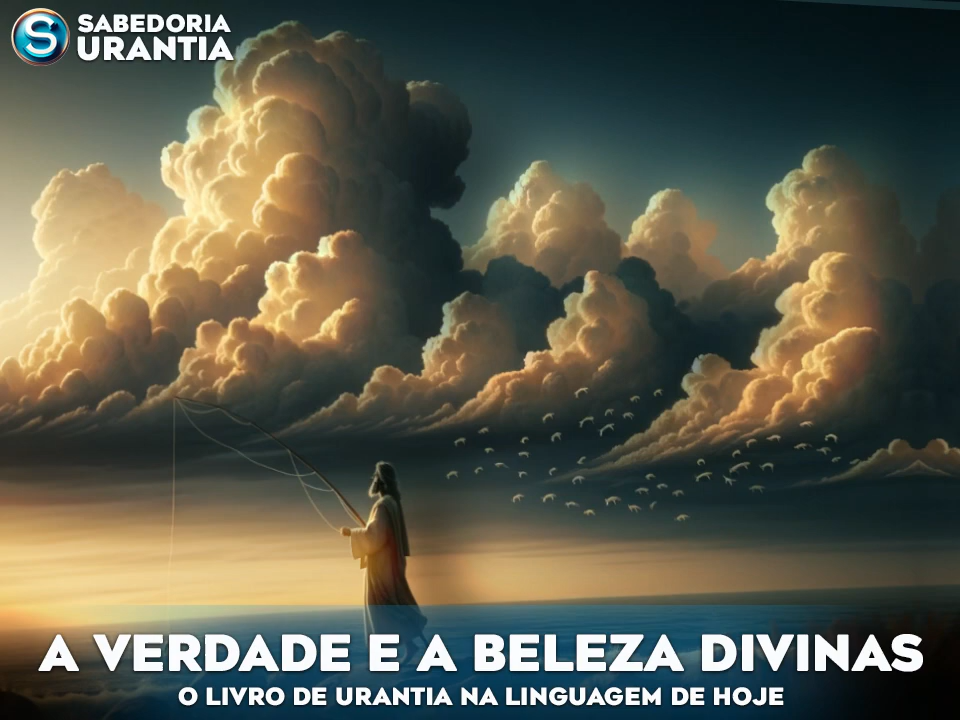 SABEDORIA
URANTIA
A VERDADE E A BELEZA DIVINAS
O LIVRO DE URANTIA NA LINGUAGEM DE HOJE